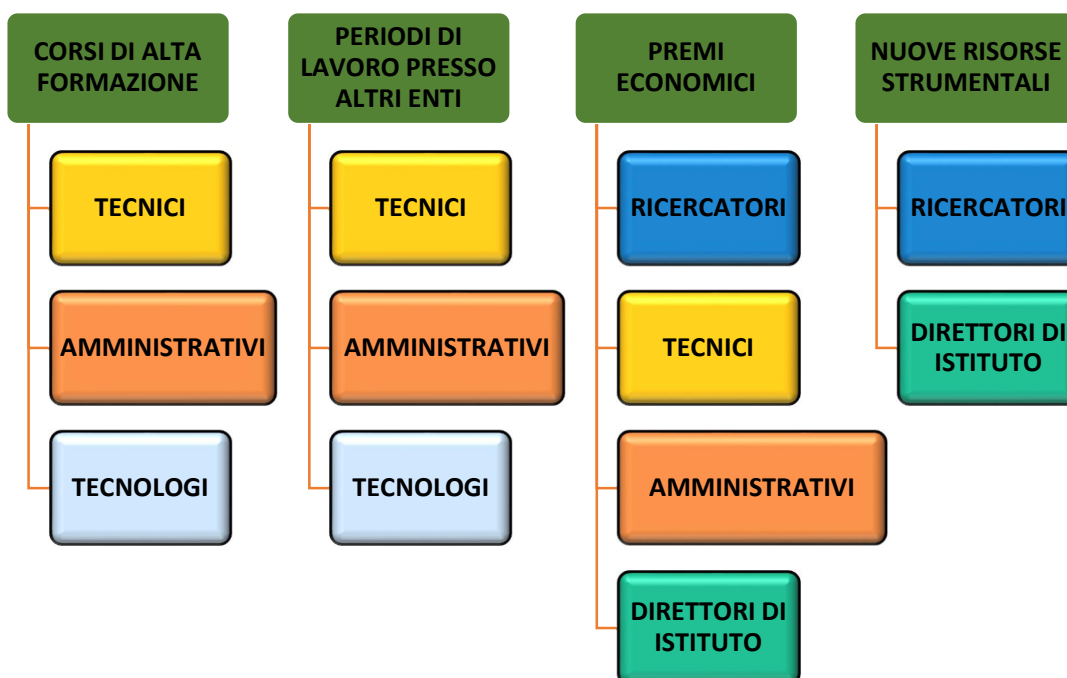 CORSI DI ALTA
FORMAZIONE
TECNICI
AMMINISTRATIVI
TECNOLOGI
PERIODI DI
LAVORO PRESSO
ALTRI ENTI
TECNICI
AMMINISTRATIVI
TECNOLOGI
PREMI
ECONOMICI
RICERCATORI
TECNICI
AMMINISTRATIVI
DIRETTORI DI
ISTITUTO
NUOVE RISORSE
STRUMENTALI
RICERCATORI
DIRETTORI DI
ISTITUTO